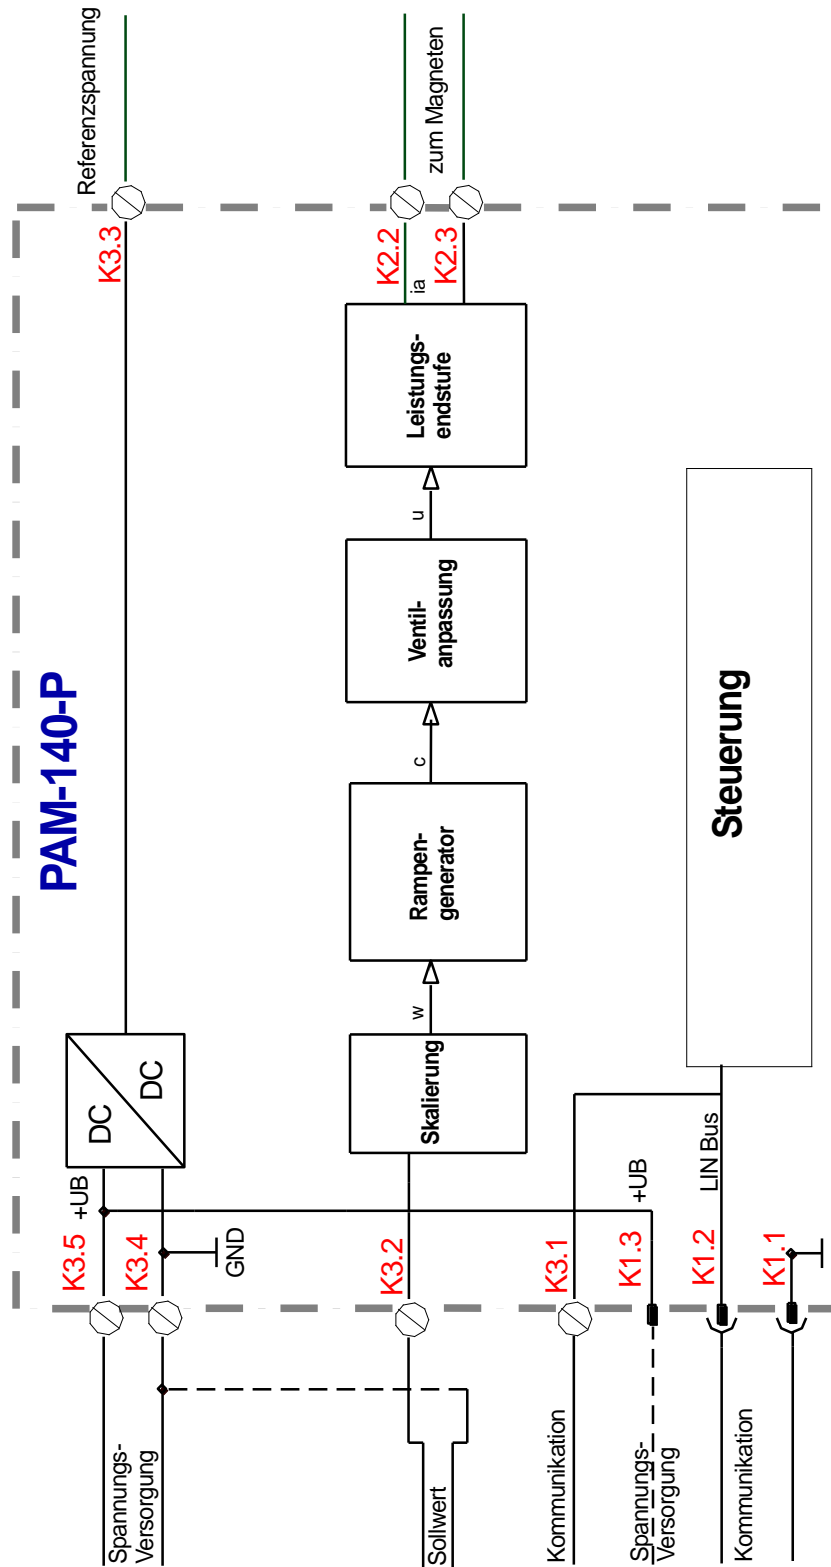 PAM-140-P
Spannungs-
Versorgung
K3.5
+UB
K3.4
GND
DC
DC
K3.3
Referenzspannung
Sollwert
K3.2
Skalierung
w
Rampen-
generator
c
Ventil-
anpassung
u
Leistungs-
endstufe
K2.2
ia
K2.3
zum Magneten
Kommunikation
K3.1
Spannungs-
Versorgung
K1.3
+UB
Kommunikation
K1.2
LIN Bus
K1.1
Steuerung